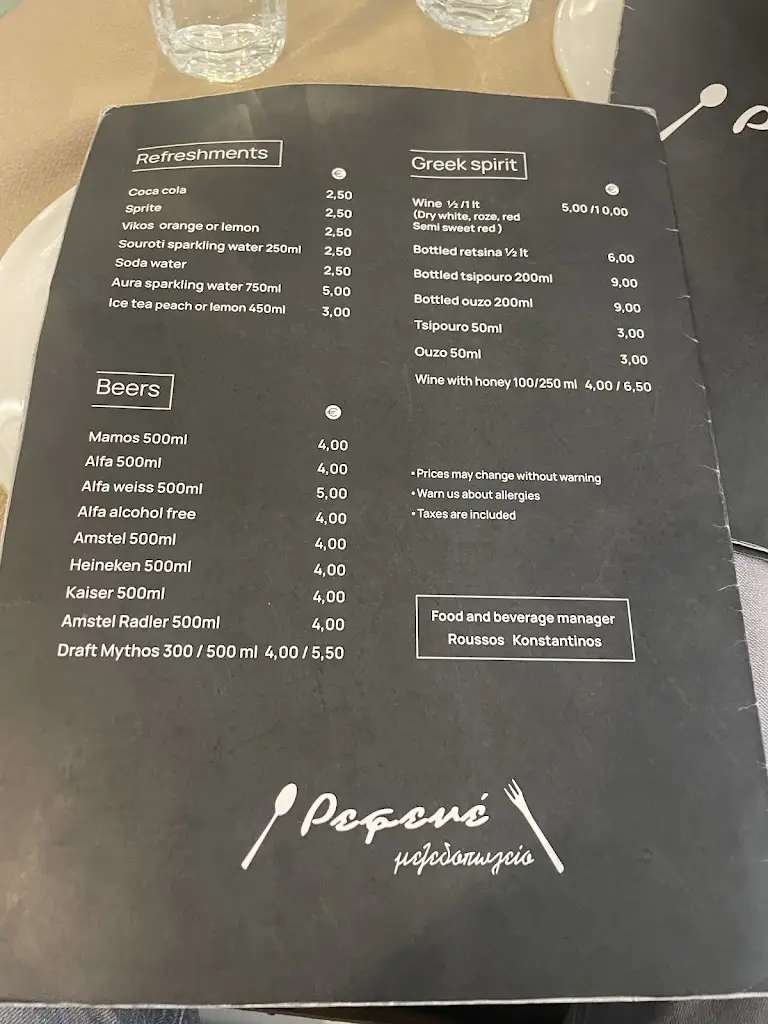 Refreshments
€
Coca cola 2,50
Sprite 2,50
Vikos orange or lemon 2,50
Souroti sparkling water 250ml 2,50
Soda water 2,50
Aura sparkling water 750ml 5,00
Ice tea peach or lemon 450ml 3,00
Beers
€
Mamos 500ml 4,00
Alfa 500ml 4,00
Alfa weiss 500ml 5,00
Alfa alcohol free 4,00
Amstel 500ml 4,00
Heineken 500ml 4,00
Kaiser 500ml 4,00
Amstel Radler 500ml 4,00
Draft Mythos 300 / 500 ml 4,00 / 5,50
Greek spirit
€
Wine ½ /1 lt 5,00 /1 0,00
(Dry white, roze, red
Semi sweet red )
Bottled retsina ½ lt 6,00
Bottled tsipouro 200ml 9,00
Bottled ouzo 200ml 9,00
Tsipouro 50ml 3,00
Ouzo 50ml 3,00
Wine with honey 100/250 ml 4,00 / 6,50
• Prices may change without warning
• Warn us about allergies
• Taxes are included
Food and beverage manager
Roussos Konstantinos
Ρεφενέ
μεζεδοπωλείο